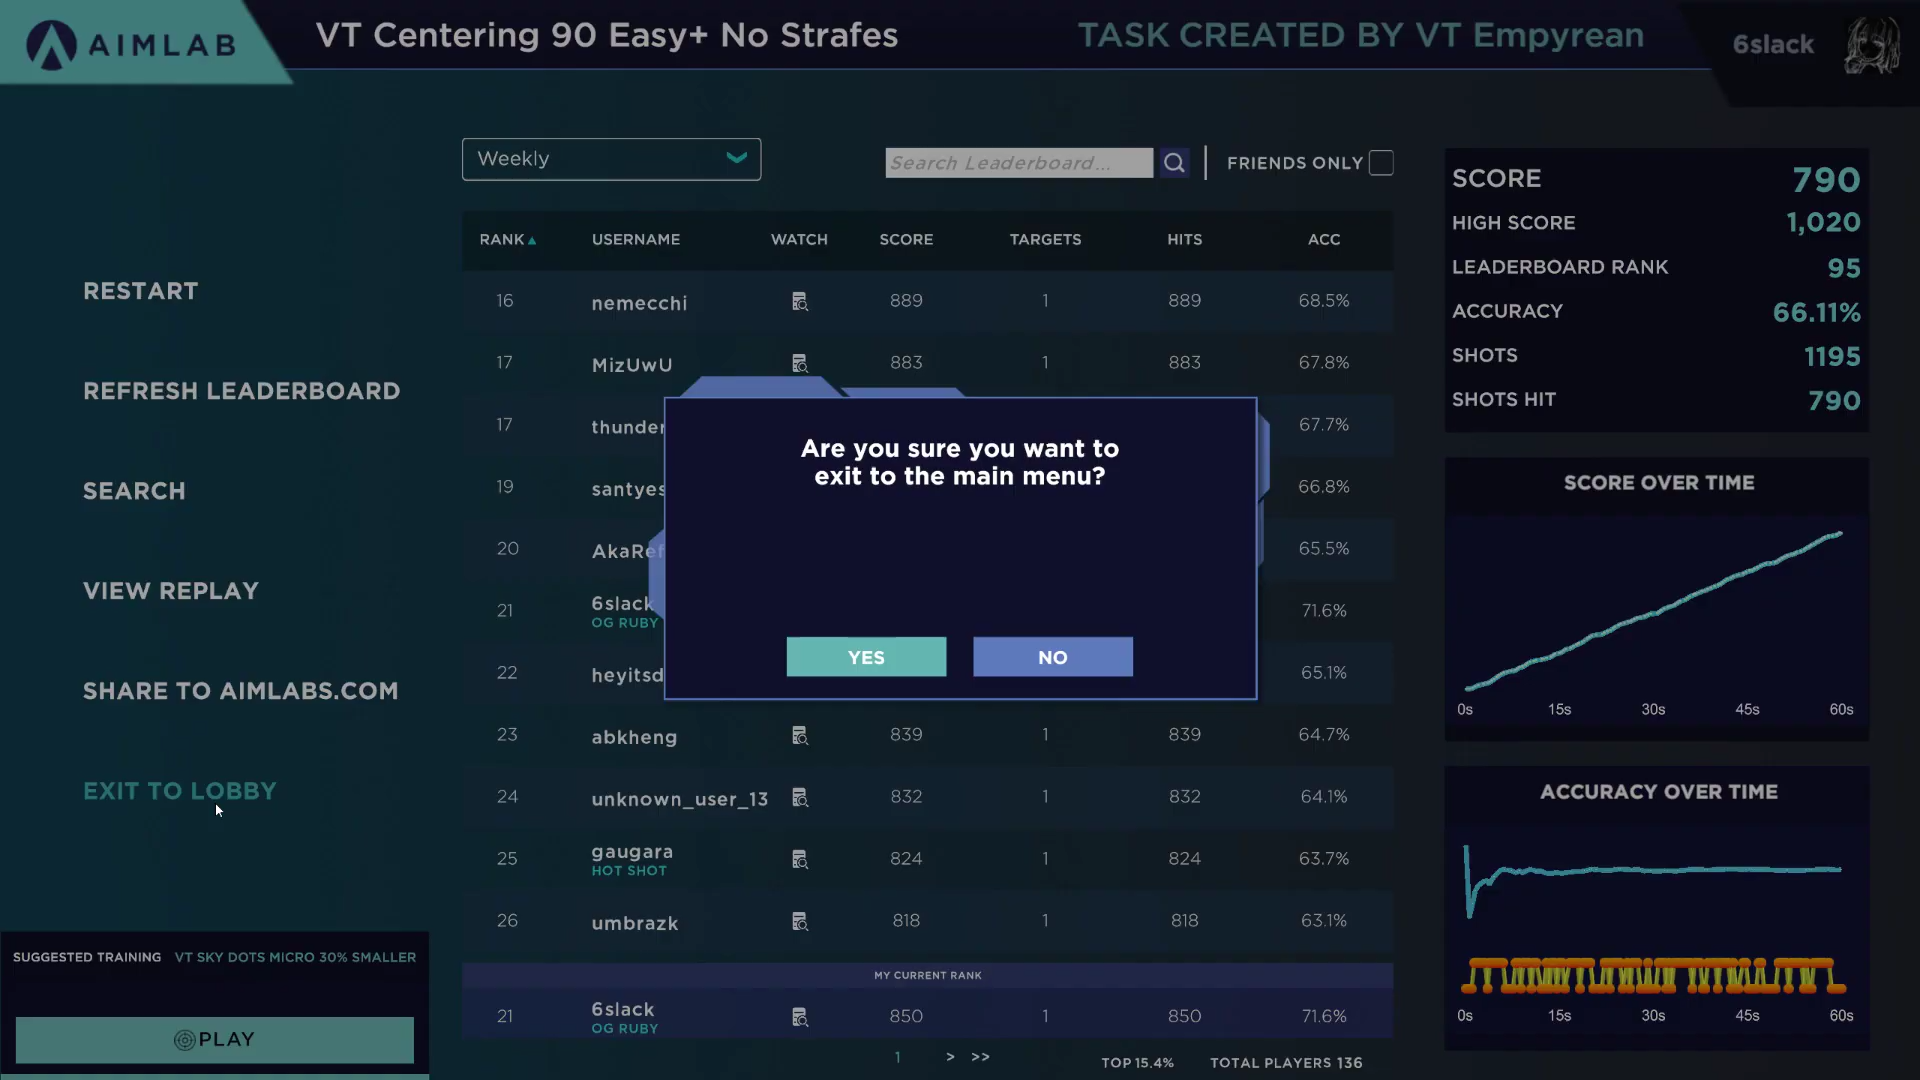 AIMLAB
VT Centering 90 Easy+ No Strafes
TASK CREATED BY VT Empyrean
6slack
Weekly
Search Leaderboard...
FRIENDS ONLY
RESTART
REFRESH LEADERBOARD
SEARCH
VIEW REPLAY
SHARE TO AIMLABS.COM
EXIT TO LOBBY
RANK USERNAME WATCH SCORE TARGETS HITS ACC
16 nemecchi 889 1 889 68.5%
17 MizUwU 883 1 883 67.8%
17 thunder 67.7%
19 santyes 66.8%
20 AkaRef 65.5%
21 6slack 71.6%
OG RUBY
22 heyitsd 65.1%
23 abkheng 839 1 839 64.7%
24 unknown_user_13 832 1 832 64.1%
25 gaugara 824 1 824 63.7%
HOT SHOT
26 umbrazk 818 1 818 63.1%
MY CURRENT RANK
21 6slack 850 1 850 71.6%
OG RUBY
1 > >>
TOP 15.4% TOTAL PLAYERS 136
Are you sure you want to
exit to the main menu?
YES NO
SCORE 790
HIGH SCORE 1,020
LEADERBOARD RANK 95
ACCURACY 66.11%
SHOTS 1195
SHOTS HIT 790
SCORE OVER TIME
0s 15s 30s 45s 60s
ACCURACY OVER TIME
0s 15s 30s 45s 60s
SUGGESTED TRAINING VT SKY DOTS MICRO 30% SMALLER
PLAY